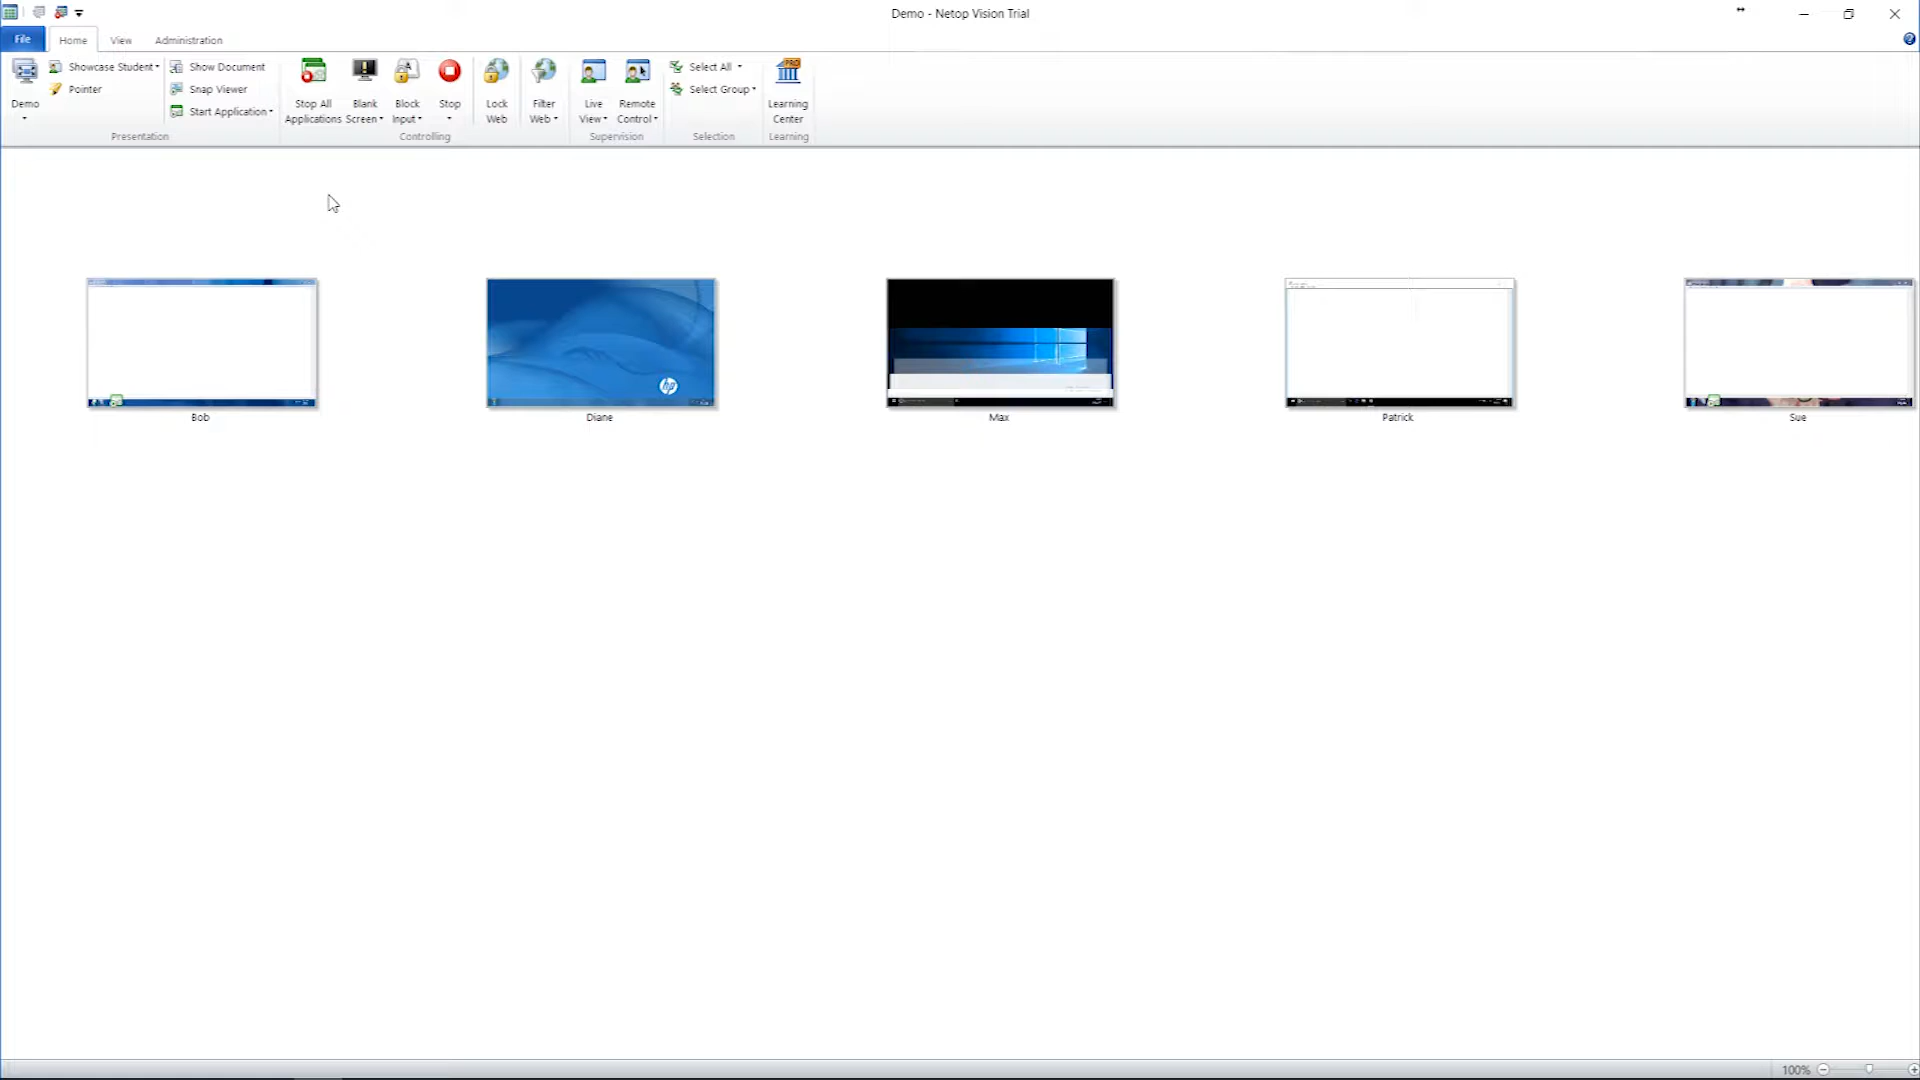 Demo - Netop Vision Trial
File Home View Administration
Demo
Showcase Student
Pointer
Show Document
Snap Viewer
Start Application
Stop All Applications
Blank Screen
Block Input
Stop
Lock Web
Filter Web
Live View
Remote Control
Select All
Select Group
Learning Center
Presentation Controlling Supervision Selection Learning
hp
Bob Diane Max Patrick Sue
100%